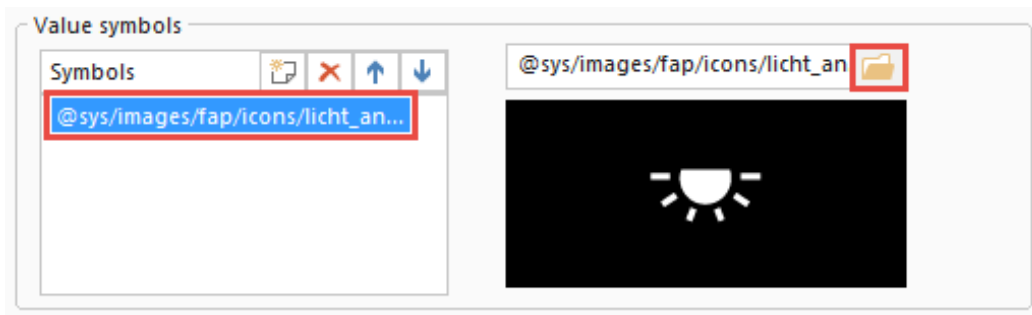 Value symbols
Symbols
@sys/images/fap/icons/licht_an
@sys/images/fap/icons/licht_an...